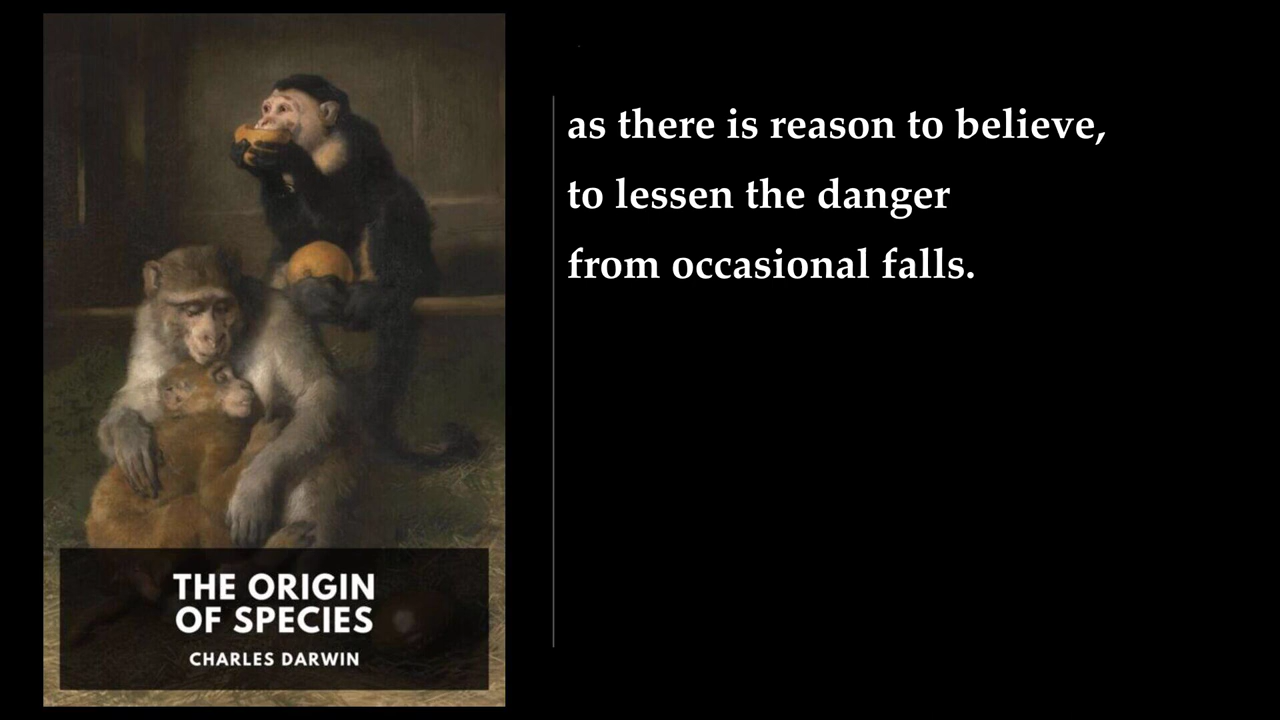 as there is reason to believe,
to lessen the danger
from occasional falls.
THE ORIGIN
OF SPECIES
CHARLES DARWIN